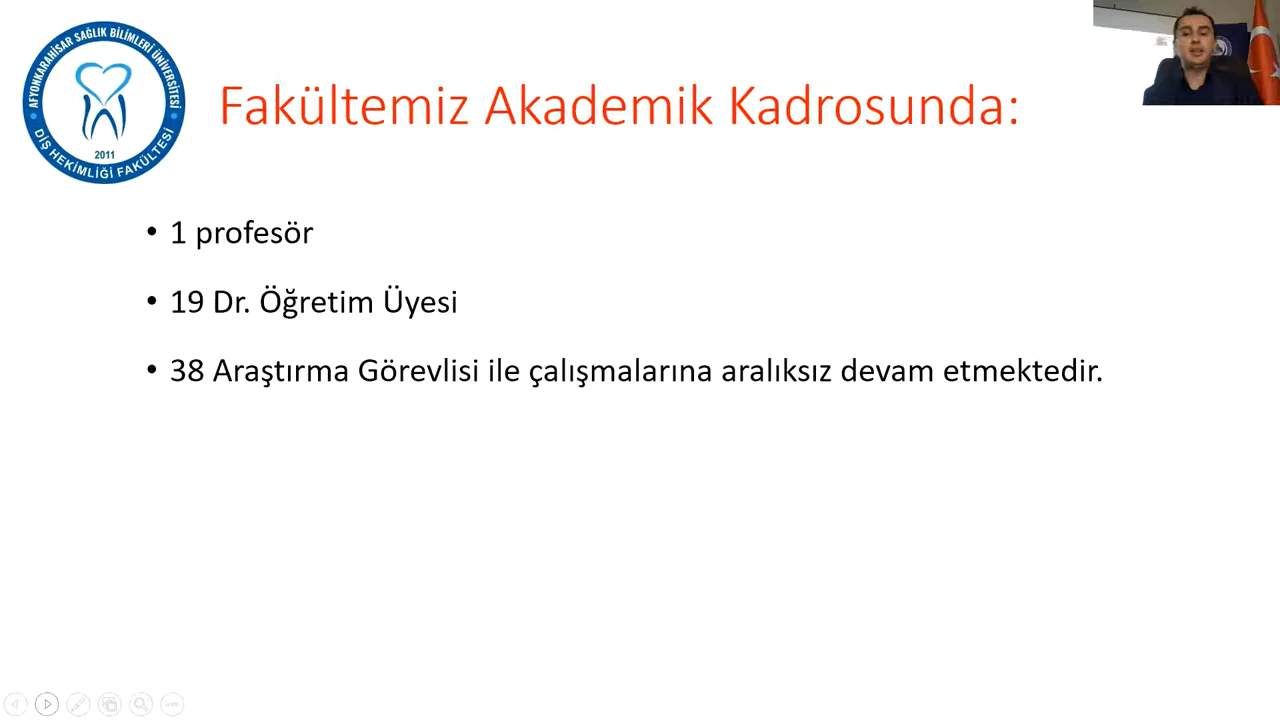 AFYONKARAHİSAR SAĞLIK BİLİMLERİ ÜNİVERSİTESİ
2011
DİŞ HEKİMLİĞİ FAKÜLTESİ
Fakültemiz Akademik Kadrosunda:
• 1 profesör
• 19 Dr. Öğretim Üyesi
• 38 Araştırma Görevlisi ile çalışmalarına aralıksız devam etmektedir.